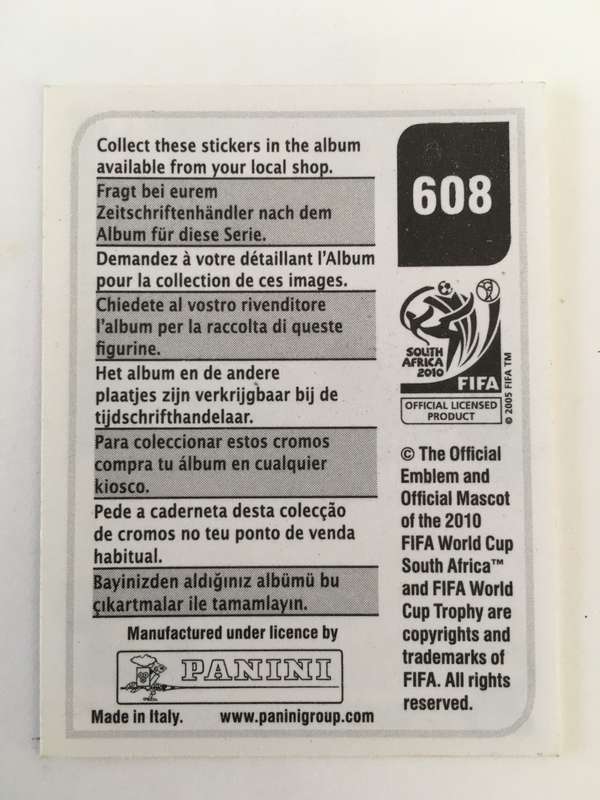 Collect these stickers in the album
available from your local shop.
Fragt bei eurem
Zeitschriftenhändler nach dem
Album für diese Serie.
Demandez à votre détaillant l'Album
pour la collection de ces images.
Chiedete al vostro rivenditore
l'album per la raccolta di queste
figurine.
Het album en de andere
plaatjes zijn verkrijgbaar bij de
tijdschrifthandelaar.
Para coleccionar estos cromos
compra tu álbum en cualquier
kiosco.
Pede a caderneta desta colecção
de cromos no teu ponto de venda
habitual.
Bayinizden aldığınız albümü bu
çıkartmalar ile tamamlayın.
Manufactured under licence by
PANINI
Made in Italy. www.paninigroup.com
608
SOUTH
AFRICA
2010
FIFA
OFFICIAL LICENSED
PRODUCT
© 2005 FIFA TM
© The Official
Emblem and
Official Mascot
of the 2010
FIFA World Cup
South Africa™
and FIFA World
Cup Trophy are
copyrights and
trademarks of
FIFA. All rights
reserved.